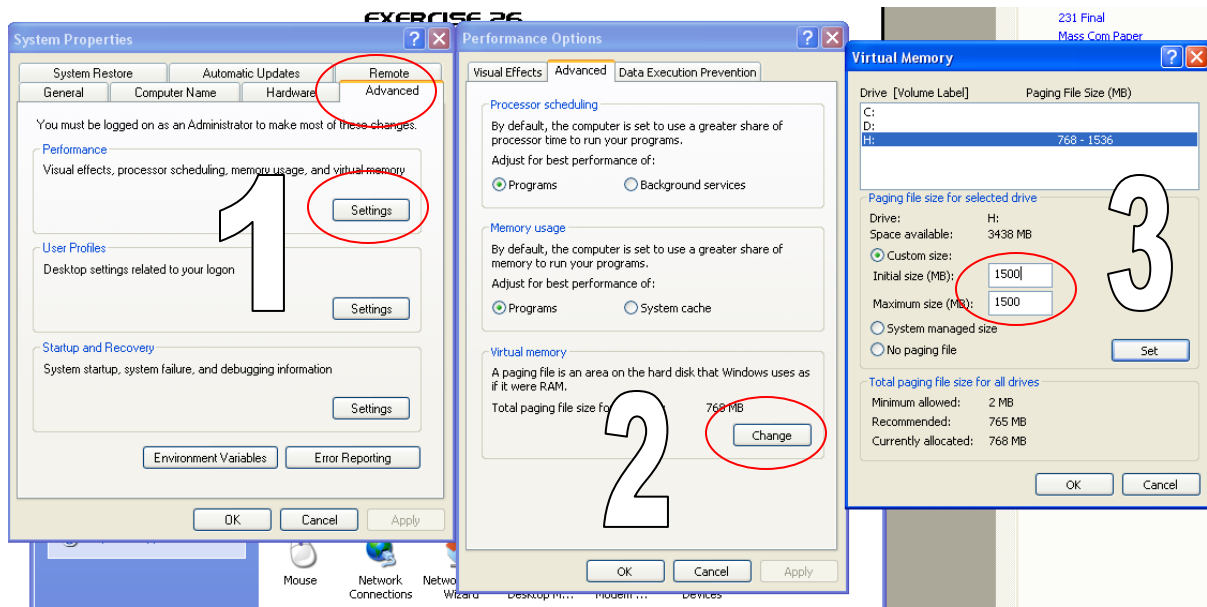 EXERCISE 26
231 Final
Mass Com Paper
System Properties
System Restore
Automatic Updates
Remote
General
Computer Name
Hardware
Advanced
You must be logged on as an Administrator to make most of these changes.
Performance
Visual effects, processor scheduling, memory usage, and virtual memory
1
Settings
User Profiles
Desktop settings related to your logon
Settings
Startup and Recovery
System startup, system failure, and debugging information
Settings
Environment Variables
Error Reporting
OK
Cancel
Apply
Mouse
Network
Connections
Performance Options
Visual Effects
Advanced
Data Execution Prevention
Processor scheduling
By default, the computer is set to use a greater share of
processor time to run your programs.
Adjust for best performance of:
Programs
Background services
Memory usage
By default, the computer is set to use a greater share of
memory to run your programs.
Adjust for best performance of:
Programs
System cache
Virtual memory
A paging file is an area on the hard disk that Windows uses as
if it were RAM.
Total paging file size 768 MB
Change
2
OK
Cancel
Apply
Virtual Memory
Drive [Volume Label]
Paging File Size (MB)
C:
D:
H: 768 - 1536
Paging file size for selected drive
Drive: H:
Space available: 3438 MB
Custom size:
Initial size (MB): 1500
Maximum size (MB): 1500
System managed size
No paging file
Set
3
Total paging file size for all drives
Minimum allowed: 2 MB
Recommended: 765 MB
Currently allocated: 768 MB
OK
Cancel